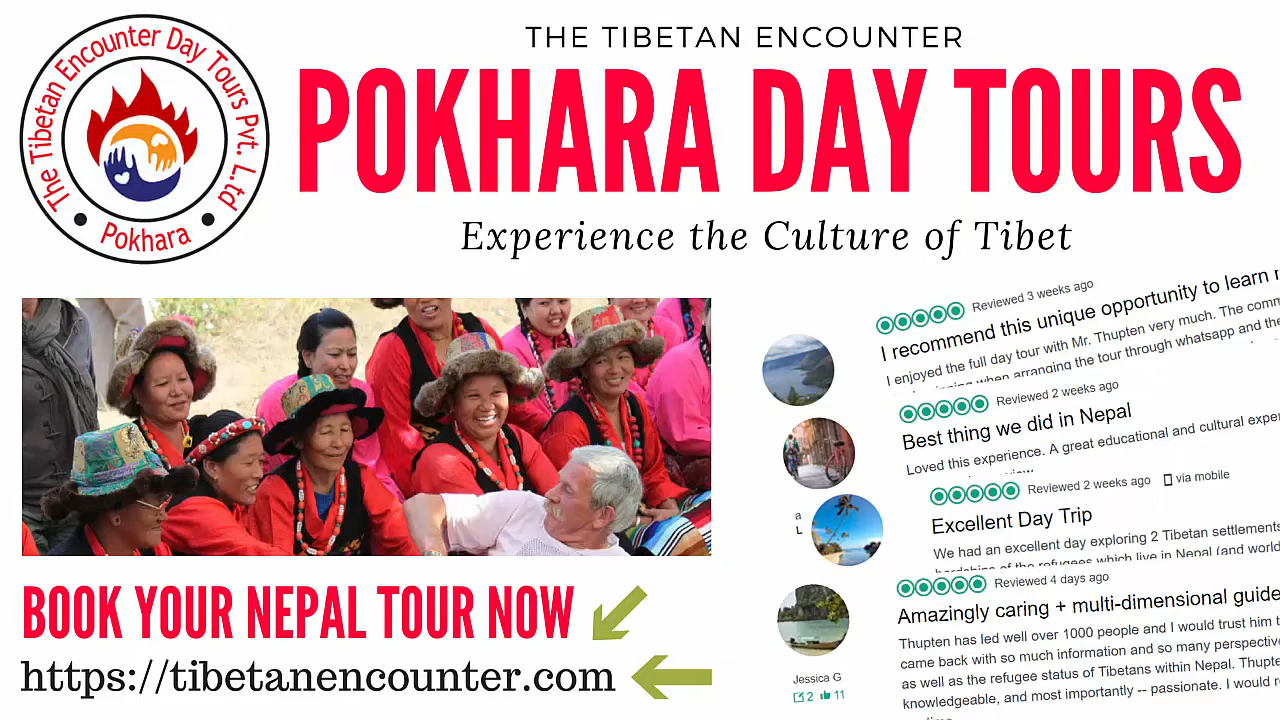 The Tibetan Encounter Day Tours Pvt. L.td
Pokhara
THE TIBETAN ENCOUNTER
POKHARA DAY TOURS
Experience the Culture of Tibet
Reviewed 3 weeks ago
I recommend this unique opportunity to learn
I enjoyed the full day tour with Mr. Thupten very much. The
when arranging the tour through whatsapp and
Reviewed 2 weeks ago
Best thing we did in Nepal
Loved this experience. A great educational and cultural
a
L
Reviewed 2 weeks ago via mobile
Excellent Day Trip
We had an excellent day exploring 2 Tibetan settlements
of the refugees which live in Nepal (and
Reviewed 4 days ago
Amazingly caring + multi-dimensional guide
Thupten has led well over 1000 people and I would trust him
came back with so much information and so many
as well as the refugee status of Tibetans within Nepal.
knowledgeable, and most importantly -- passionate. I would
Jessica G
2 11
BOOK YOUR NEPAL TOUR NOW
https://tibetanencounter.com